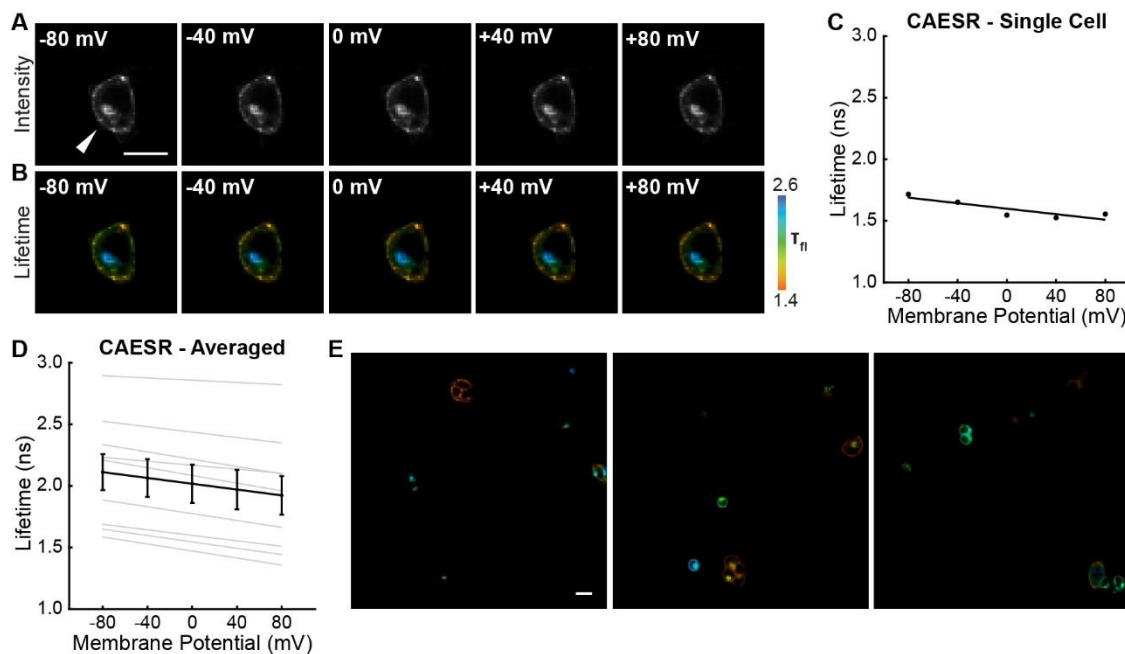 A
Intensity
-80 mV
-40 mV
0 mV
+40 mV
+80 mV
B
Lifetime
-80 mV
-40 mV
0 mV
+40 mV
+80 mV
2.6
τfl
1.4
C
CAESR - Single Cell
Lifetime (ns)
3.0
2.5
2.0
1.5
1.0
-80 -40 0 40 80
Membrane Potential (mV)
D
CAESR - Averaged
Lifetime (ns)
3.0
2.5
2.0
1.5
1.0
-80 -40 0 40 80
Membrane Potential (mV)
E